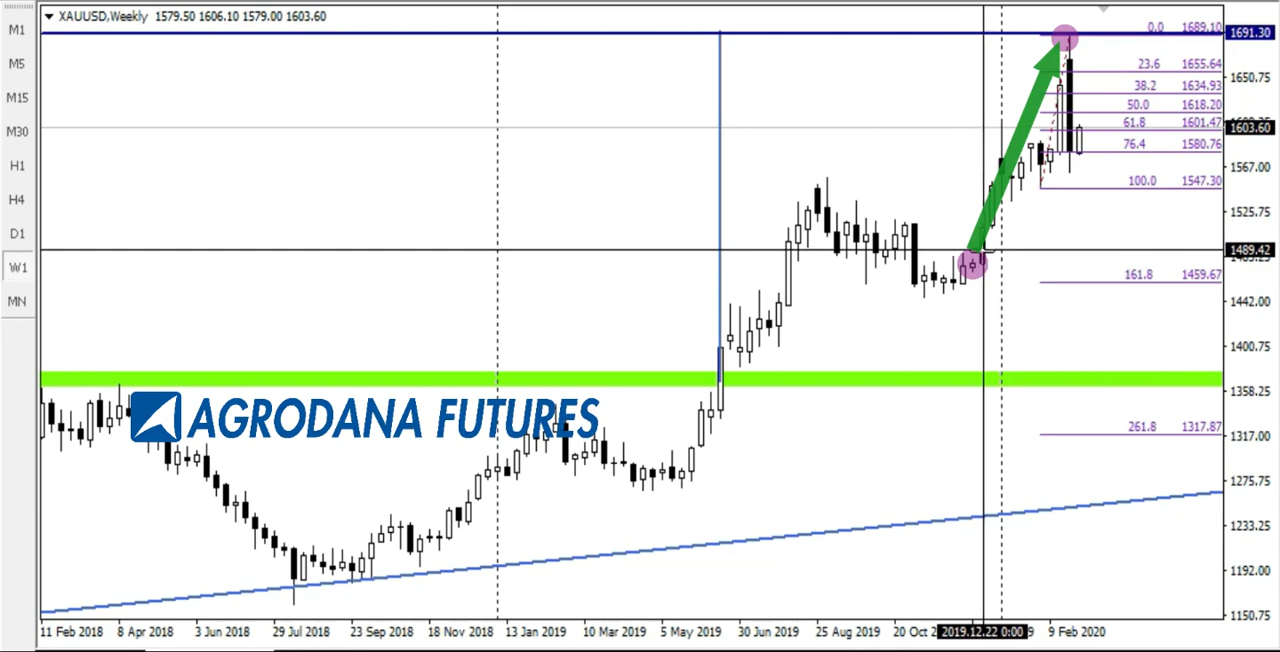 XAUUSD,Weekly 1579.50 1606.10 1579.00 1603.60
M1
M5
M15
M30
H1
H4
D1
W1
MN
0.0 1689.10
23.6 1655.64
38.2 1634.93
50.0 1618.20
61.8 1601.47
76.4 1580.76
100.0 1547.30
161.8 1459.67
261.8 1317.87
1691.30
1650.75
1603.60
1567.00
1525.75
1489.42
1442.00
1400.75
1358.25
1317.00
1275.75
1233.25
1192.00
1150.75
AGRODANA FUTURES
11 Feb 2018 8 Apr 2018 3 Jun 2018 29 Jul 2018 23 Sep 2018 18 Nov 2018 13 Jan 2019 10 Mar 2019 5 May 2019 30 Jun 2019 25 Aug 2019 20 Oct 2 2019.12.22 0:00 9 9 Feb 2020